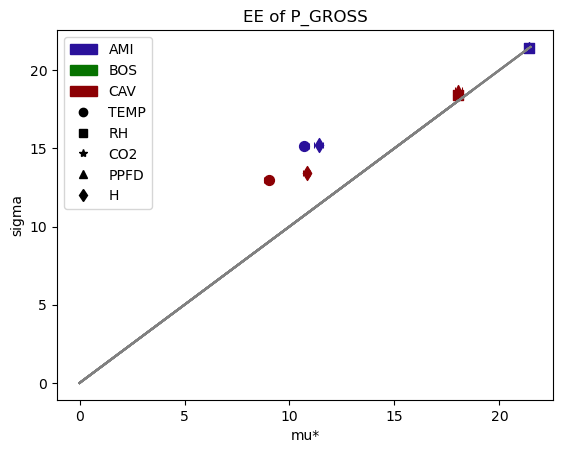 EE of P_GROSS
AMI
BOS
CAV
TEMP
RH
CO2
PPFD
H
sigma
20
15
10
5
0
0
5
10
15
20
mu*